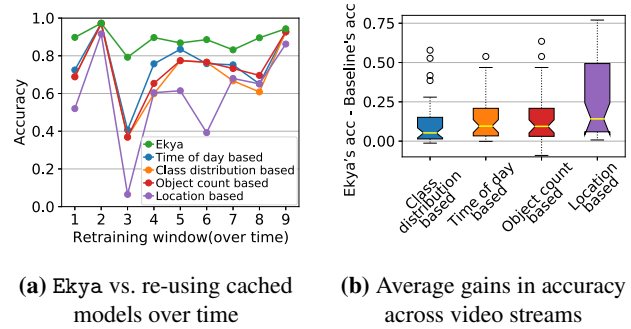 1.0
0.8
0.6
0.4
0.2
0.0
Accuracy
Ekya
Time of day based
Class distribution based
Object count based
Location based
1 2 3 4 5 6 7 8 9
Retraining window(over time)
(a) Ekya vs. re-using cached
models over time
0.75
0.50
0.25
0.00
Ekya's acc - Baseline's acc
Class
distribution
based
Time of day
based
Object count
based
Location
based
(b) Average gains in accuracy
across video streams